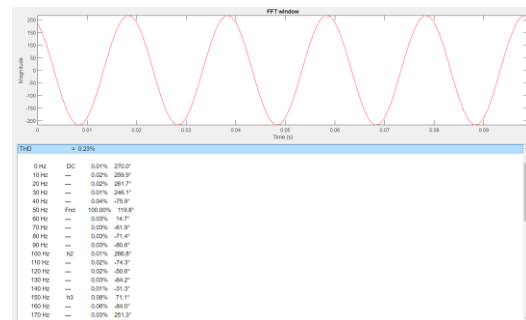 FFT window
200
150
100
50
0
-50
-100
-150
-200
Magnitude
0 0.01 0.02 0.03 0.04 0.05 0.06 0.07 0.08 0.09
Time (s)
THD = 0.23%
0 Hz DC 0.01% 270.0°
10 Hz --- 0.02% 259.9°
20 Hz --- 0.02% 261.7°
30 Hz --- 0.01% 246.1°
40 Hz --- 0.04% -75.9°
50 Hz Fnd 100.00% 119.8°
60 Hz --- 0.03% 14.7°
70 Hz --- 0.03% -61.9°
80 Hz --- 0.03% -71.4°
90 Hz --- 0.03% -80.6°
100 Hz h2 0.01% 266.8°
110 Hz --- 0.02% -74.3°
120 Hz --- 0.02% -50.6°
130 Hz --- 0.03% -64.2°
140 Hz --- 0.01% -31.3°
150 Hz h3 0.08% 71.1°
160 Hz --- 0.06% -84.0°
170 Hz --- 0.03% 251.3°